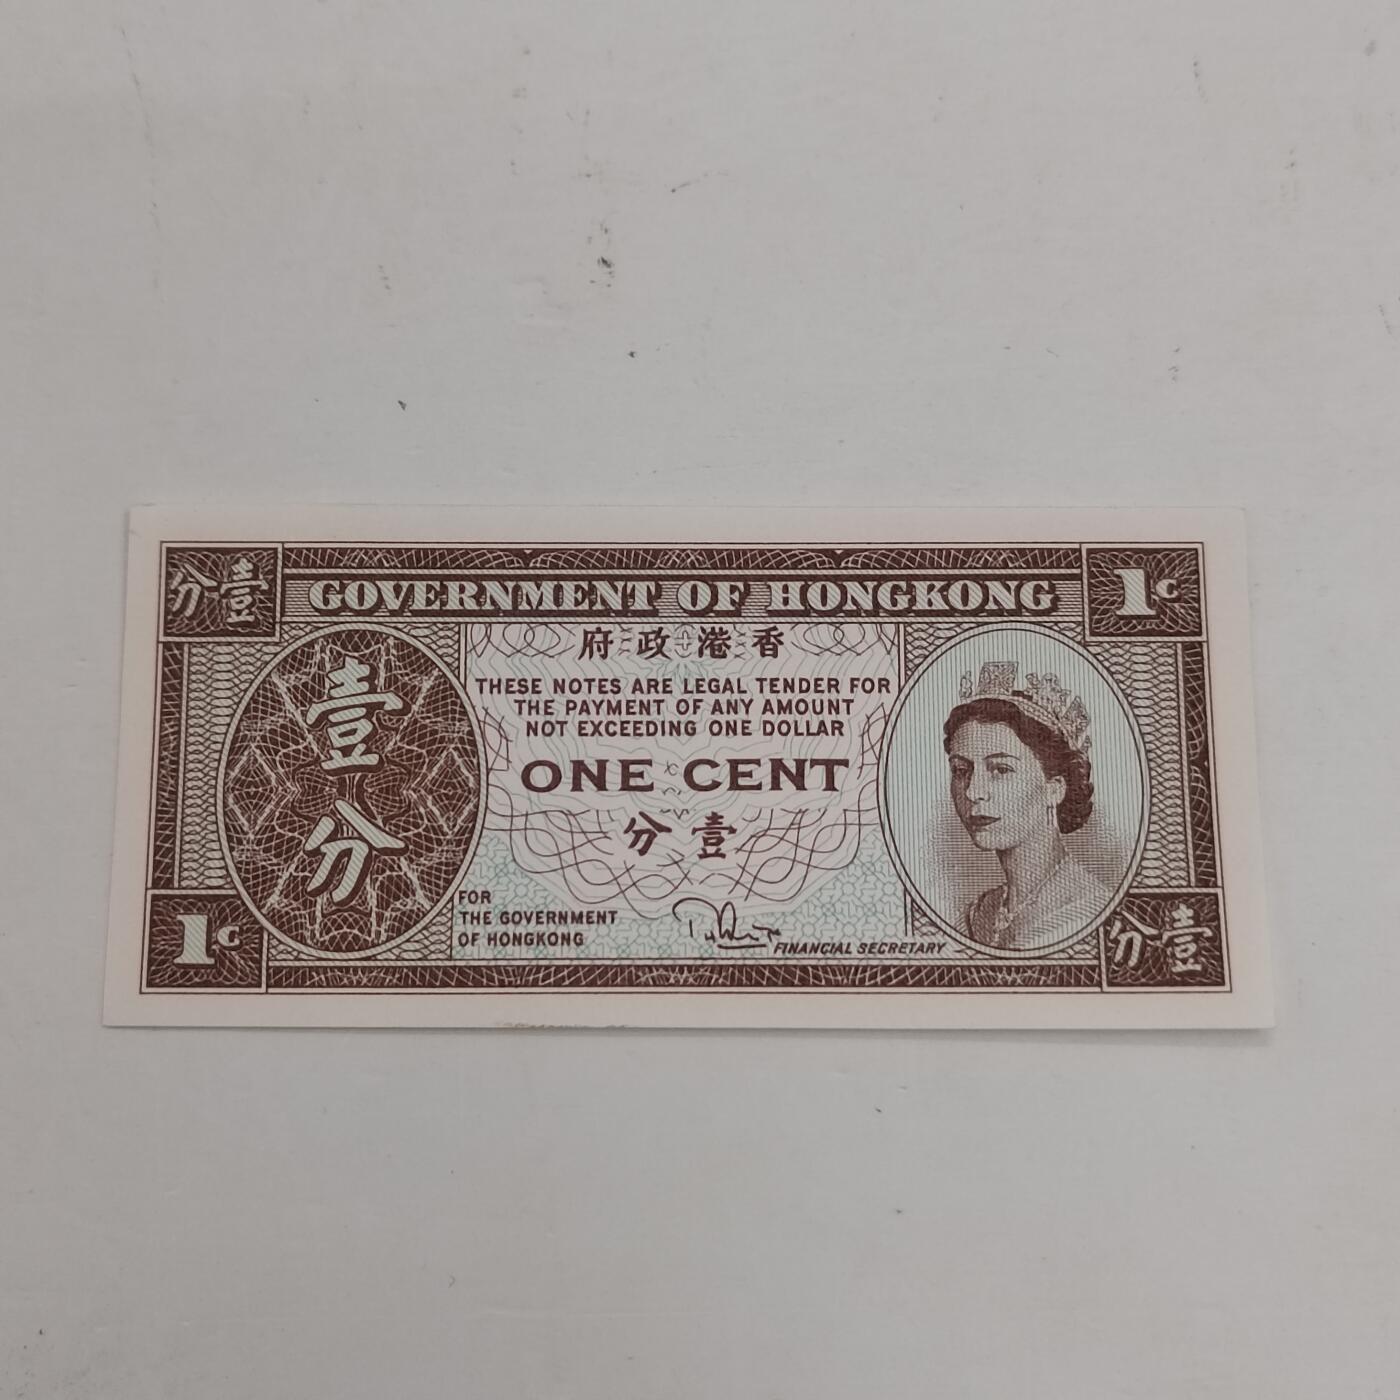 分壹
GOVERNMENT OF HONGKONG
1C
府政港香
壹
分
THESE NOTES ARE LEGAL TENDER FOR
THE PAYMENT OF ANY AMOUNT
NOT EXCEEDING ONE DOLLAR
ONE CENT
分壹
FOR
THE GOVERNMENT
OF HONGKONG
FINANCIAL SECRETARY
1C
分壹